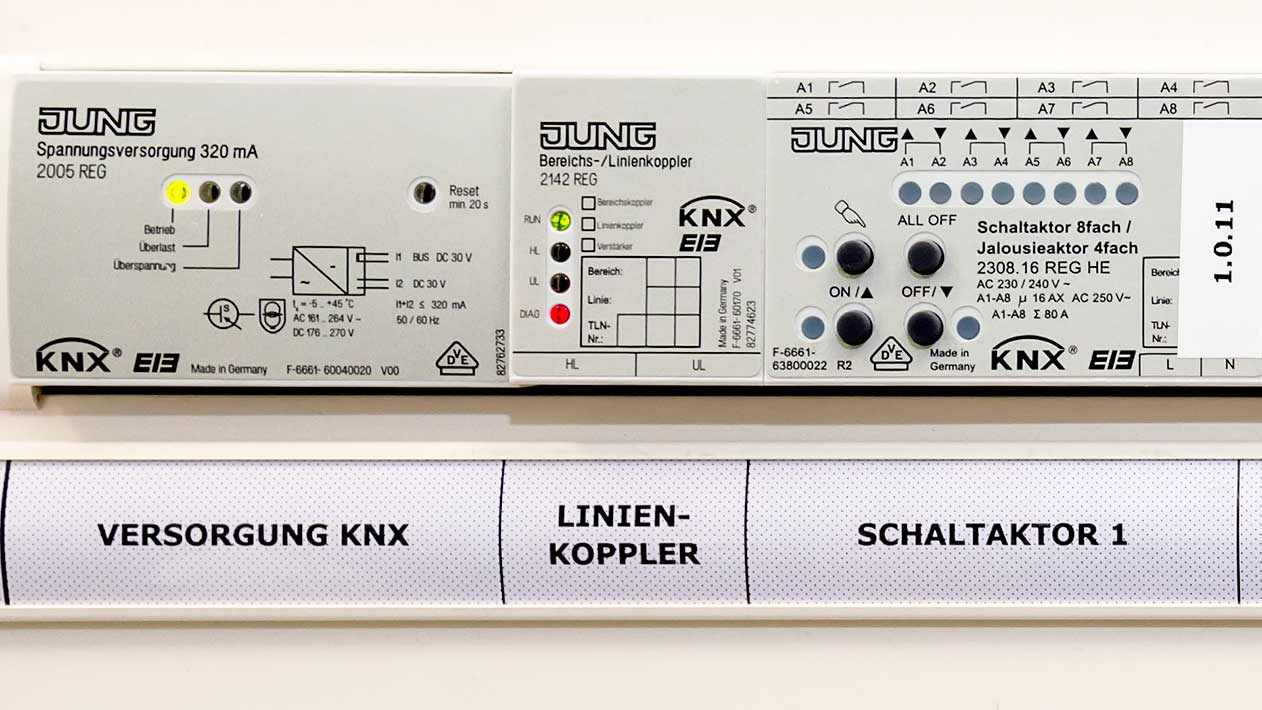 JUNG
Spannungsversorgung 320 mA
2005 REG
Reset
min. 20 s
Betrieb
Überlast
Überspannung
I1 BUS DC 30 V
I2 DC 30 V
I1+I2 ≤ 320 mA
50 / 60 Hz
S
-5 .. +45°C
AC 161... 264 V ~
DC 176 ... 270 V
KNX® EIB
Made in Germany
F-6661- 60040020 V00
DVE
82762733
JUNG
Bereichs-/Linienkoppler
2142 REG
RUN
HL
UL
DIAG
Bereichskoppler
Linienkoppler
Verstärker
KNX®
EIB
Bereich:
Linie:
TLN-
Nr.:
Made in Germany
F-6661- 60170 V01
82774623
HL UL
A1 A2 A3 A4
A5 A6 A7 A8
JUNG
A1 A2 A3 A4 A5 A6 A7 A8
ALL OFF
ON /▲ OFF/▼
Schaltaktor 8fach /
Jalousieaktor 4fach
2308.16 REG HE
AC 230 / 240 V ~
A1-A8 µ 16 AX AC 250 V~
A1-A8 Σ 80 A
F-6661-
63800022 R2
DVE
Made in
Germany
KNX® EIB
Bereich
Linie:
TLN-
Nr.:
L N
1.0.11
VERSORGUNG KNX
LINIEN-
KOPPLER
SCHALTAKTOR 1